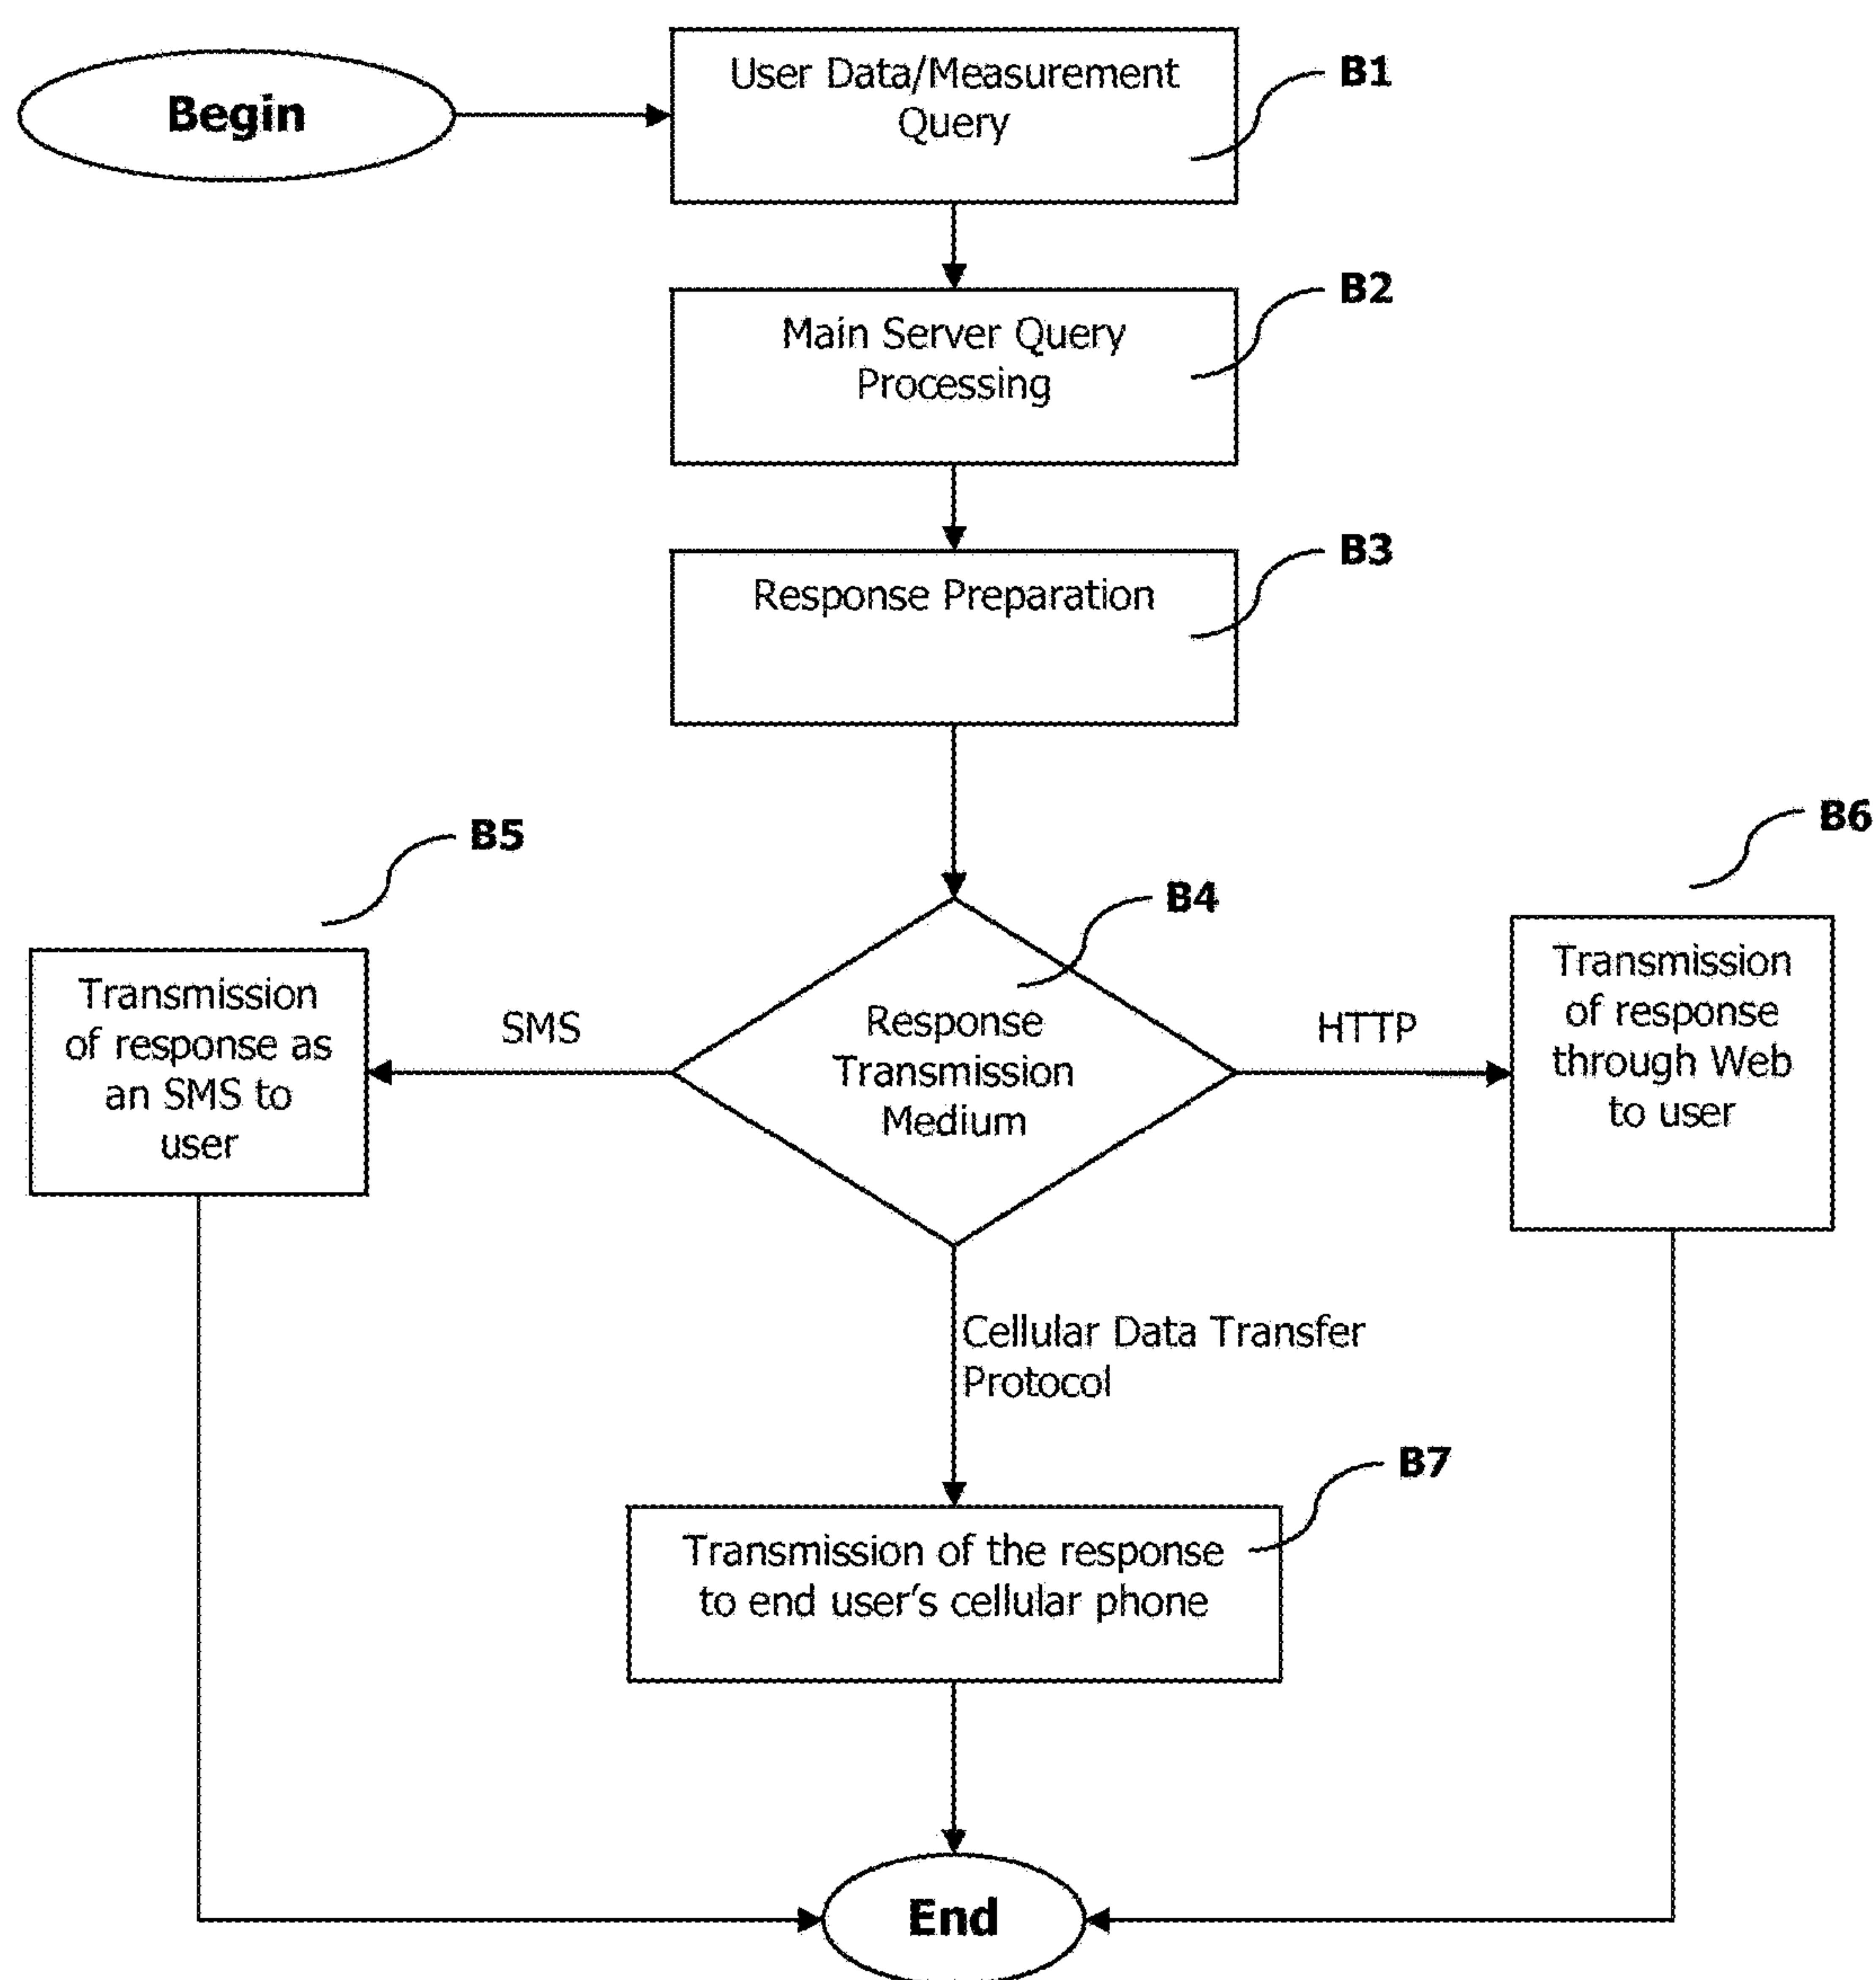 Begin
User Data/Measurement
Query
B1
Main Server Query
Processing
B2
Response Preparation
B3
B5
B6
B4
Transmission
of response as
an SMS to
user
SMS
Response
Transmission
Medium
HTTP
Transmission
of response
through Web
to user
Cellular Data Transfer
Protocol
B7
Transmission of the response
to end user's cellular phone
End